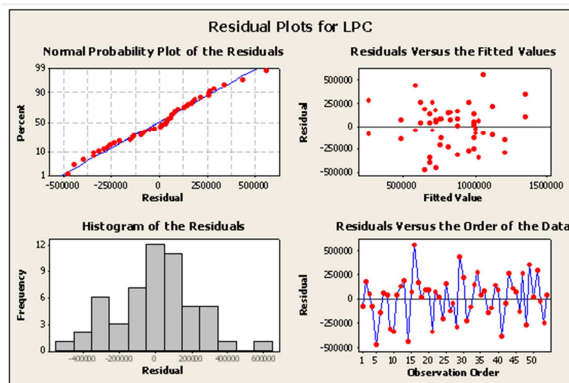 Residual Plots for LPC
Normal Probability Plot of the Residuals
99
90
50
10
1
Percent
-500000 -250000 0 250000 500000
Residual
Residuals Versus the Fitted Values
500000
250000
0
-250000
-500000
Residual
500000 1000000 1500000
Fitted Value
Histogram of the Residuals
12
9
6
3
0
Frequency
-400000 -200000 0 200000 400000 600000
Residual
Residuals Versus the Order of the Data
500000
250000
0
-250000
-500000
Residual
1 5 10 15 20 25 30 35 40 45 50
Observation Order